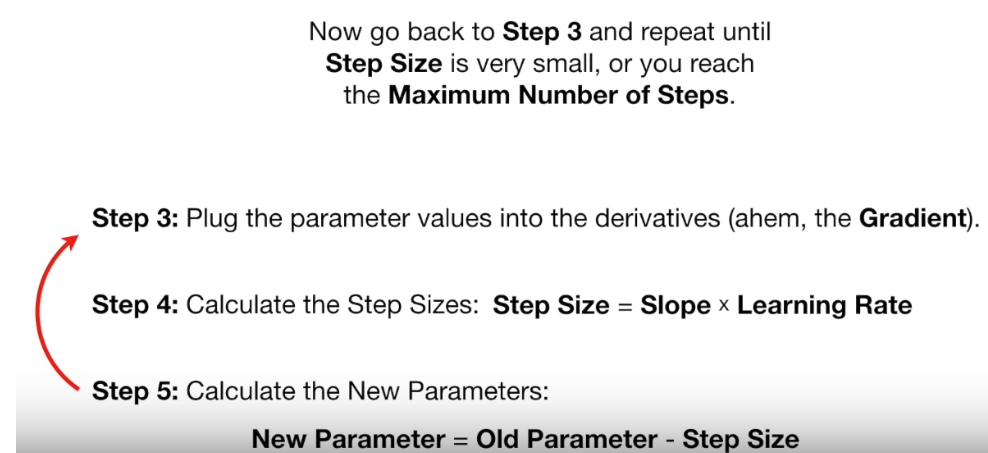 Now go back to Step 3 and repeat until
Step Size is very small, or you reach
the Maximum Number of Steps.
Step 3: Plug the parameter values into the derivatives (ahem, the Gradient).
Step 4: Calculate the Step Sizes: Step Size = Slope x Learning Rate
Step 5: Calculate the New Parameters:
New Parameter = Old Parameter - Step Size